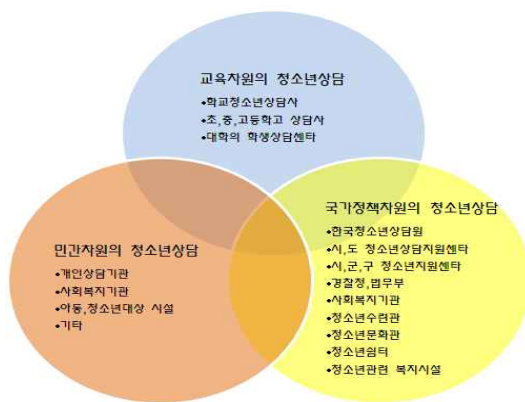 교육차원의 청소년상담
•학교청소년상담사
•초,중,고등학고 상담사
•대학의 학생상담센타
민간차원의 청소년상담
•개인상담기관
•사회복지기관
•아동,청소년대상 시설
•기타
국가정책차원의 청소년상담
•한국청소년상담원
•시,도 청소년상담지원센타
•시,군,구 청소년지원센타
•경찰청,법무부
•사회복지기관
•청소년수련관
•청소년문화관
•청소년쉼터
•청소년관련 복지시설